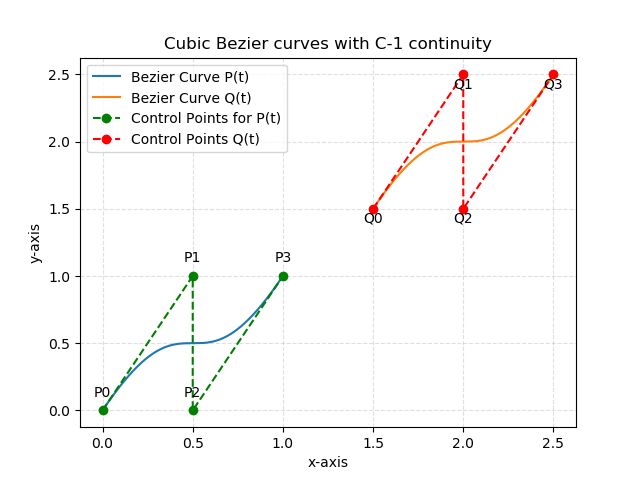 Cubic Bezier curves with C-1 continuity
Bezier Curve P(t)
Bezier Curve Q(t)
Control Points for P(t)
Control Points Q(t)
Q1
Q3
Q0
Q2
P1
P3
P0
P2
y-axis
2.5
2.0
1.5
1.0
0.5
0.0
0.0 0.5 1.0 1.5 2.0 2.5
x-axis